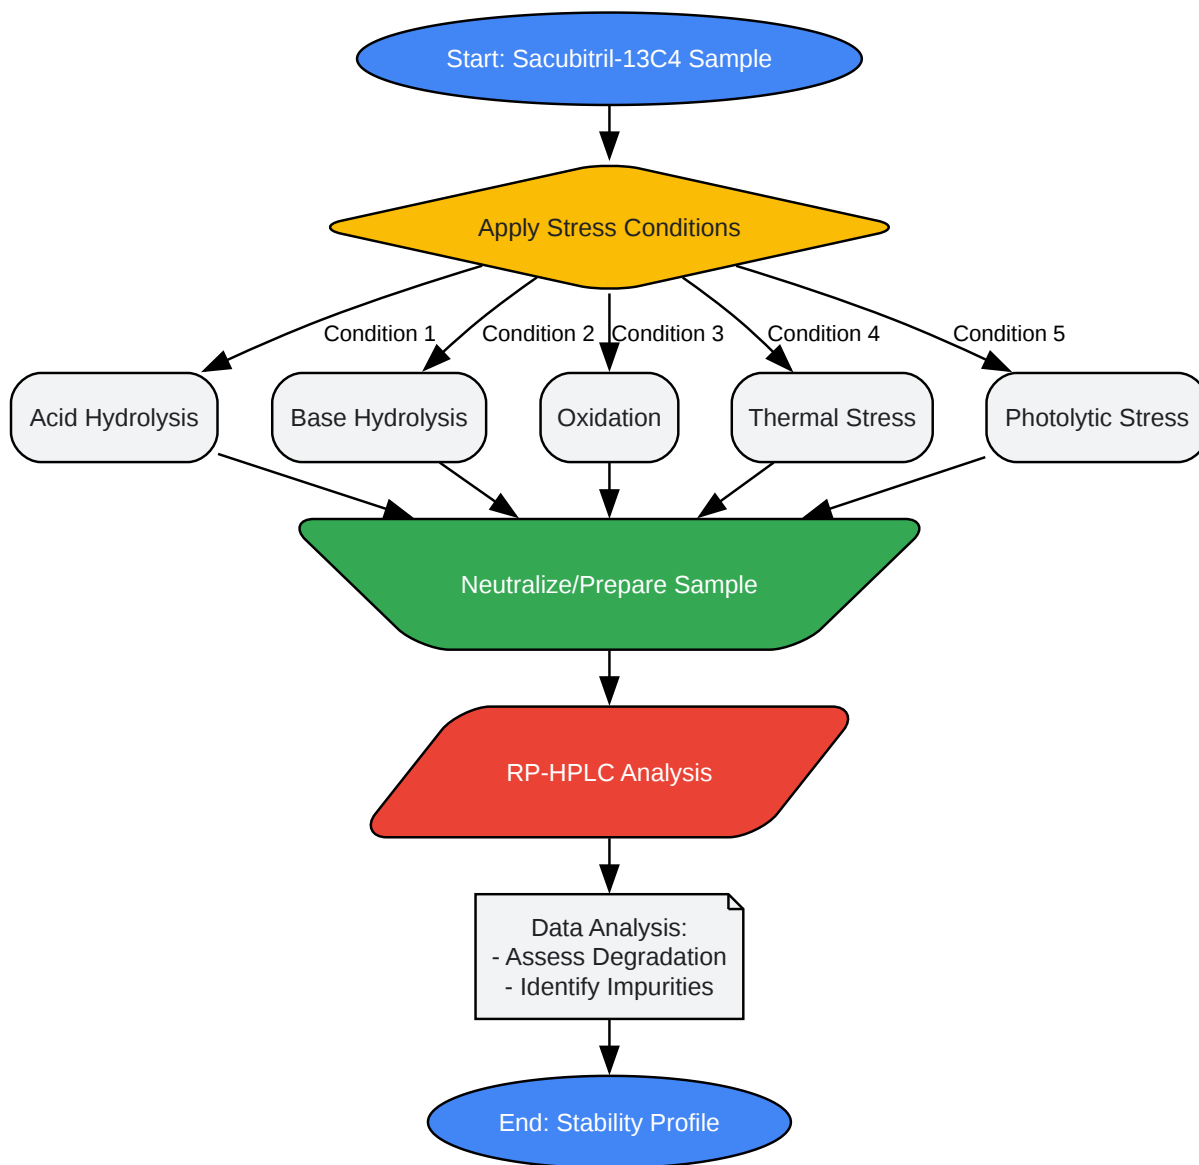 Start: Sacubitril-13C4 Sample
Apply Stress Conditions
Condition 1
Condition 2
Condition 3
Condition 4
Condition 5
Acid Hydrolysis
Base Hydrolysis
Oxidation
Thermal Stress
Photolytic Stress
Neutralize/Prepare Sample
RP-HPLC Analysis
Data Analysis:
- Assess Degradation
- Identify Impurities
End: Stability Profile